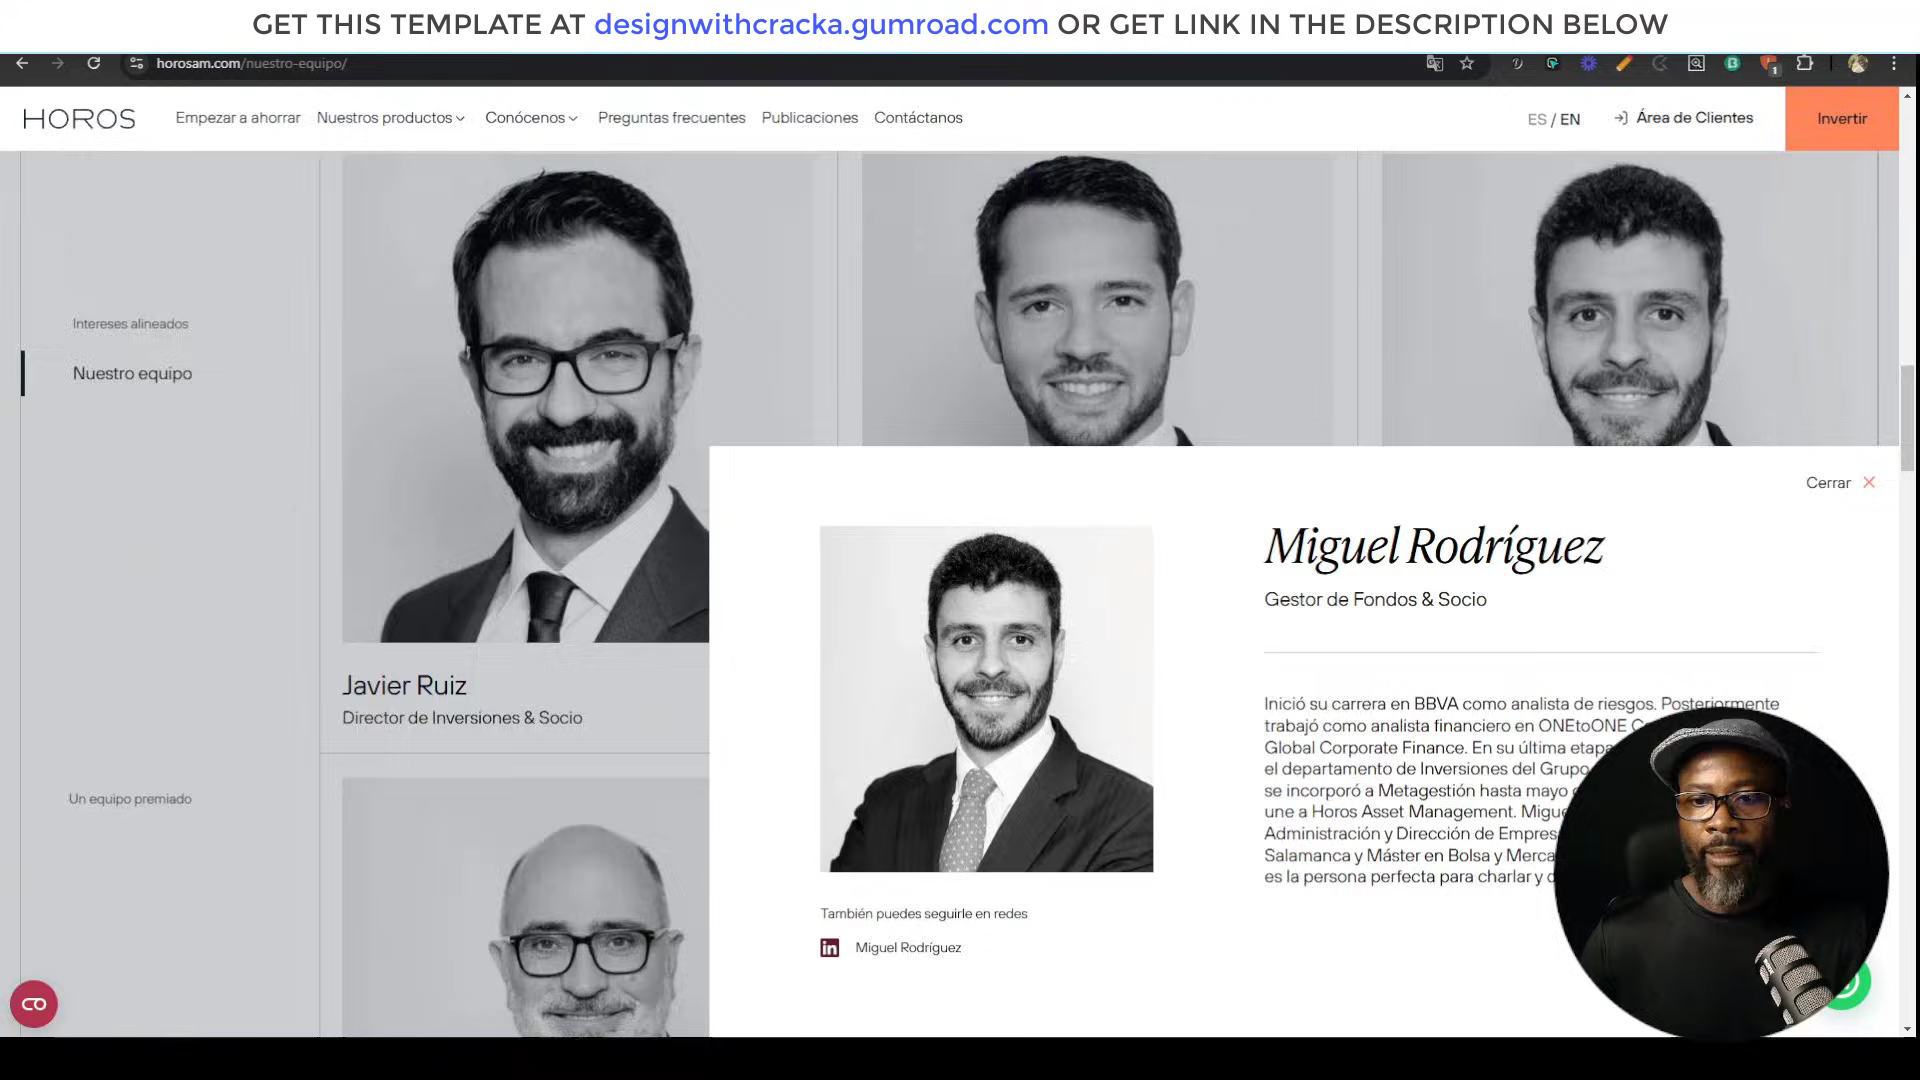 GET THIS TEMPLATE AT designwithcracka.gumroad.com OR GET LINK IN THE DESCRIPTION BELOW
horosam.com/nuestro-equipo/
1
HOROS
Empezar a ahorrar
Nuestros productos
Conócenos
Preguntas frecuentes
Publicaciones
Contáctanos
ES / EN
Área de Clientes
Invertir
Intereses alineados
Nuestro equipo
Un equipo premiado
Javier Ruiz
Director de Inversiones & Socio
Cerrar
Miguel Rodríguez
Gestor de Fondos & Socio
Inició su carrera en BBVA como analista de riesgos. Posteriormente
trabajó como analista financiero en ONEtoONE
Global Corporate Finance. En su última etapa
el departamento de Inversiones del Grupo
se incorporó a Metagestión hasta mayo
une a Horos Asset Management.
Administración y Dirección de
Salamanca y Máster en Bolsa y
es la persona perfecta para charlar y
También puedes seguirle en redes
in
Miguel Rodríguez